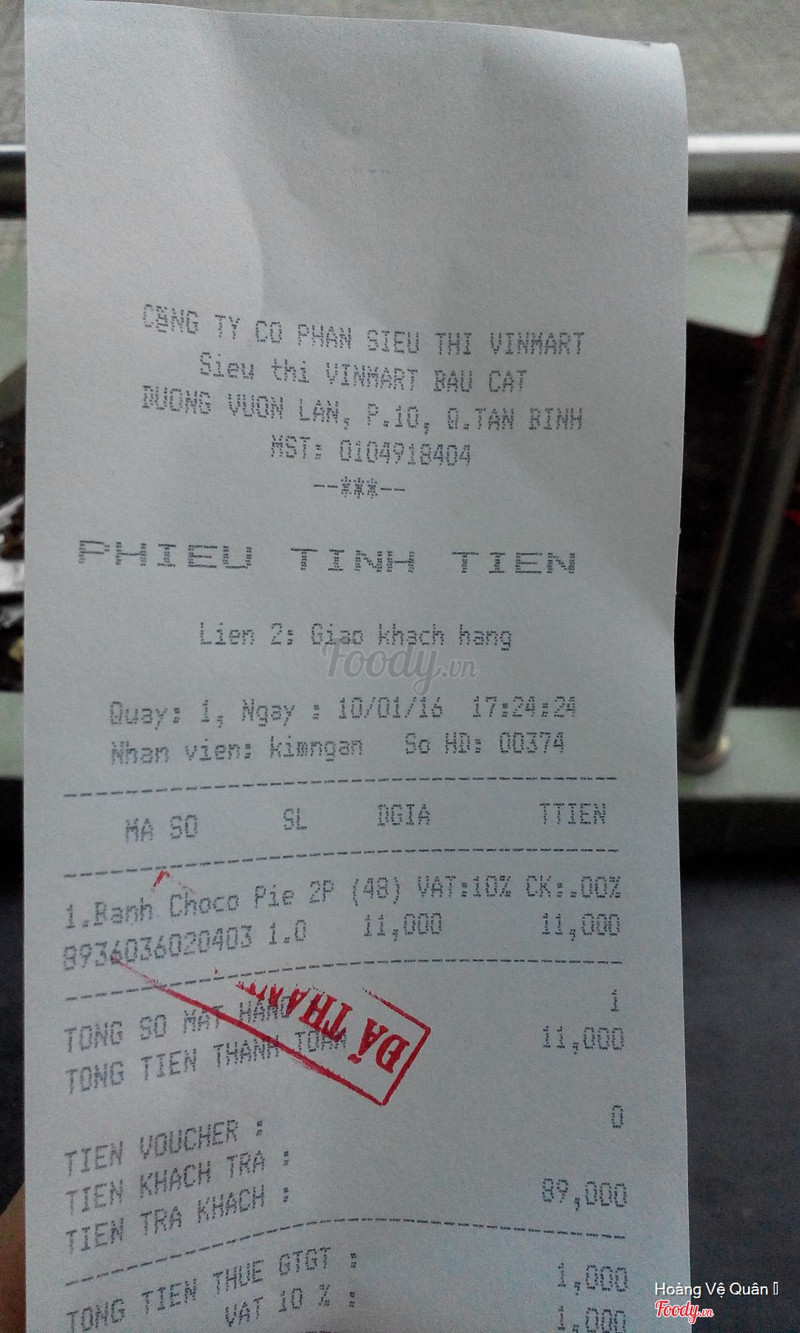 CÔNG TY CO PHAN SIEU THI VINMART
Sieu thi VINMART BAU CAT
DUONG VUON LAN, P.10, Q.TAN BINH
MST: 0104918404
--***--
PHIEU TINH TIEN
Lien 2: Giao khach hang
Foody.vn
Quay: 1, Ngay : 10/01/16 17:24:24
Nhan vien: kimngan So HD: 00374
MA SO SL DGIA TTIEN
1.Banh Choco Pie 2P (48) VAT:10% CK:.00%
8936036020403 1.0 11,000 11,000
TONG SO MAT HANG 1
TONG TIEN THANH TOAN 11,000
ĐÃ THANH
TIEN VOUCHER : 0
TIEN KHACH TRA :
TIEN TRA KHACH : 89,000
TONG TIEN THUE GTGT : 1,000
VAT 10 % : 1,000
Hoàng Vệ Quân
Foody.vn